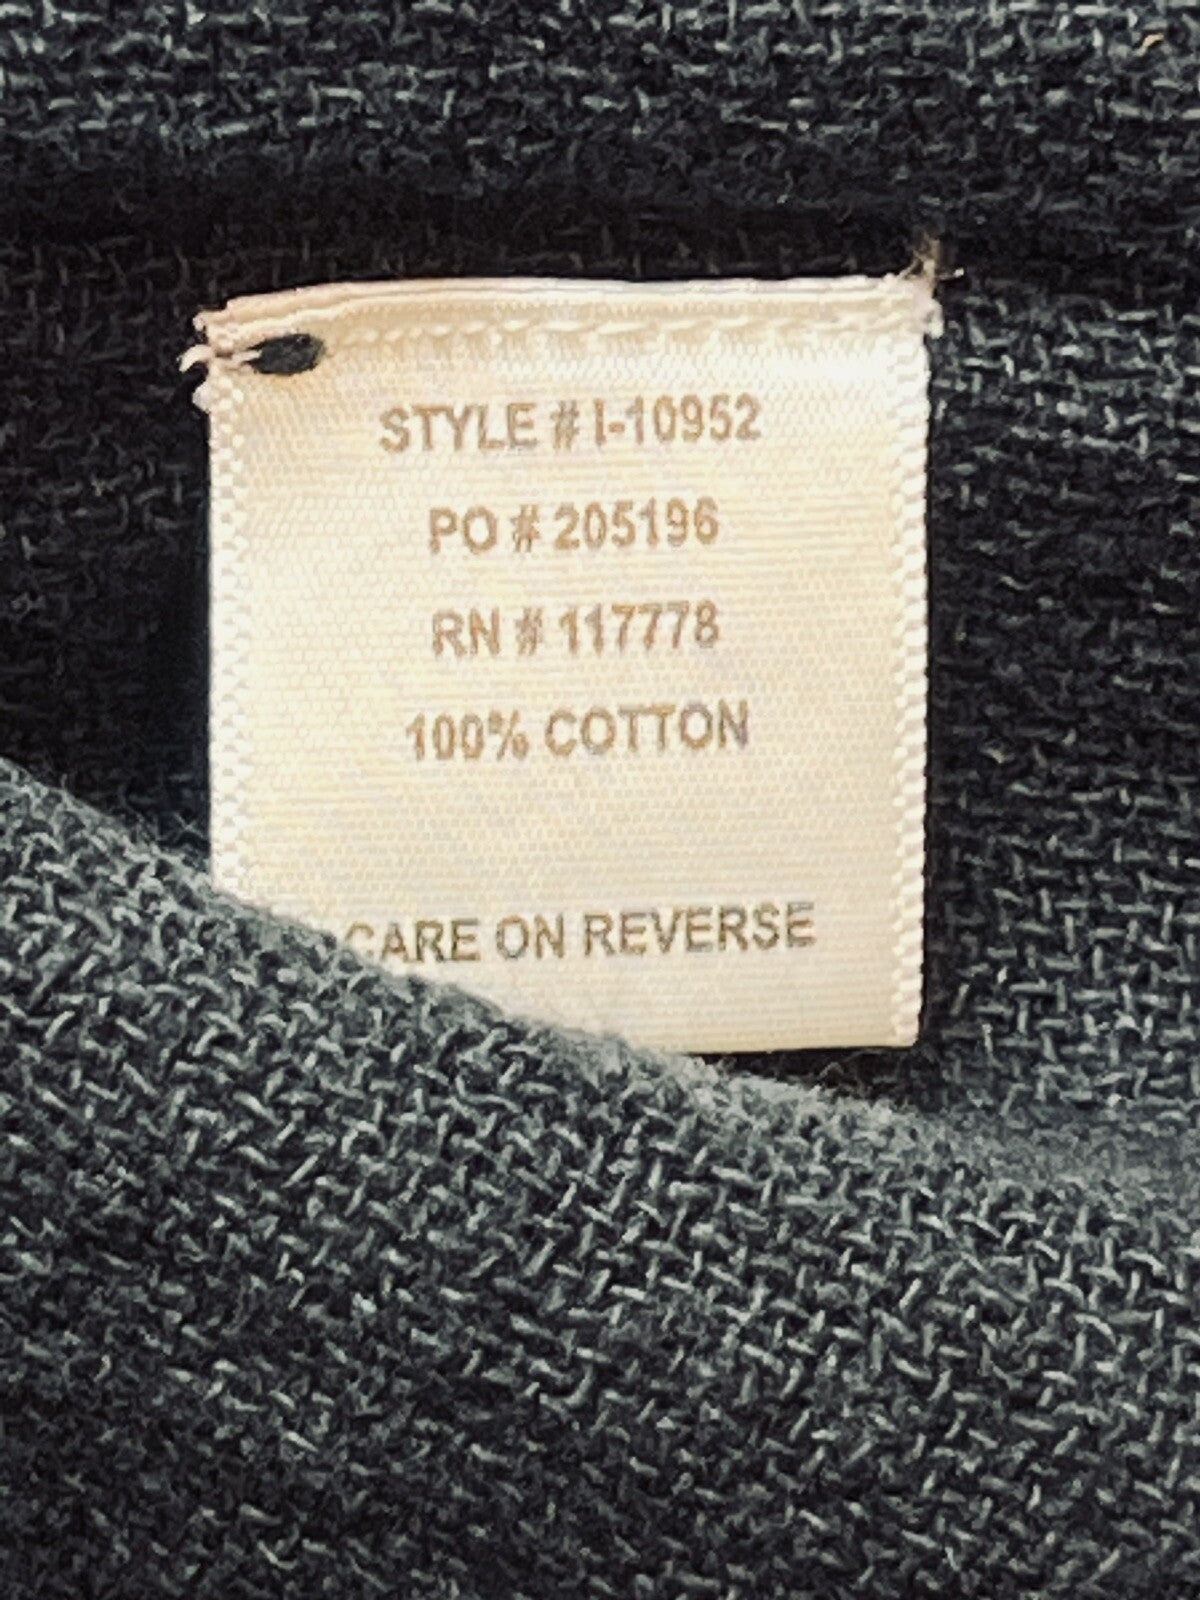 STYLE # I-10952
PO # 205196
RN # 117778
100% COTTON
CARE ON REVERSE